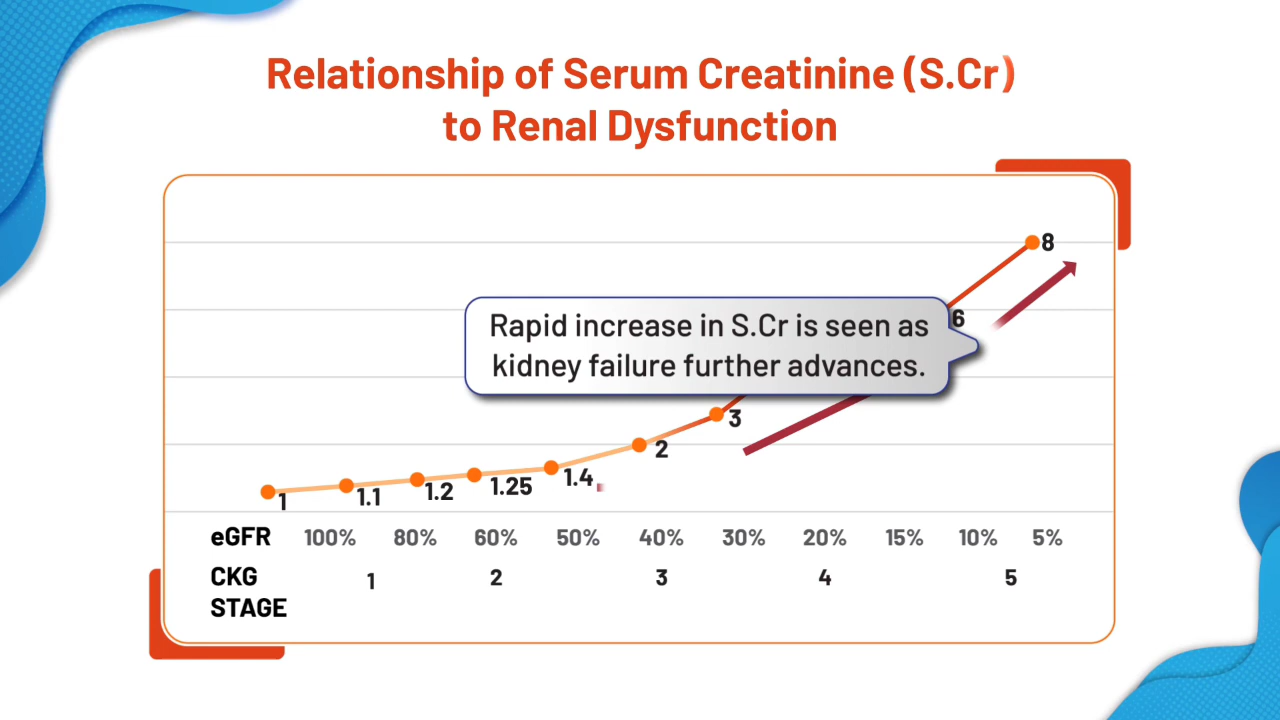 Relationship of Serum Creatinine (S.Cr)
to Renal Dysfunction
8
6
Rapid increase in S.Cr is seen as
kidney failure further advances.
3
2
1.4
1.25
1.2
1.1
1
eGFR 100% 80% 60% 50% 40% 30% 20% 15% 10% 5%
CKG 1 2 3 4 5
STAGE